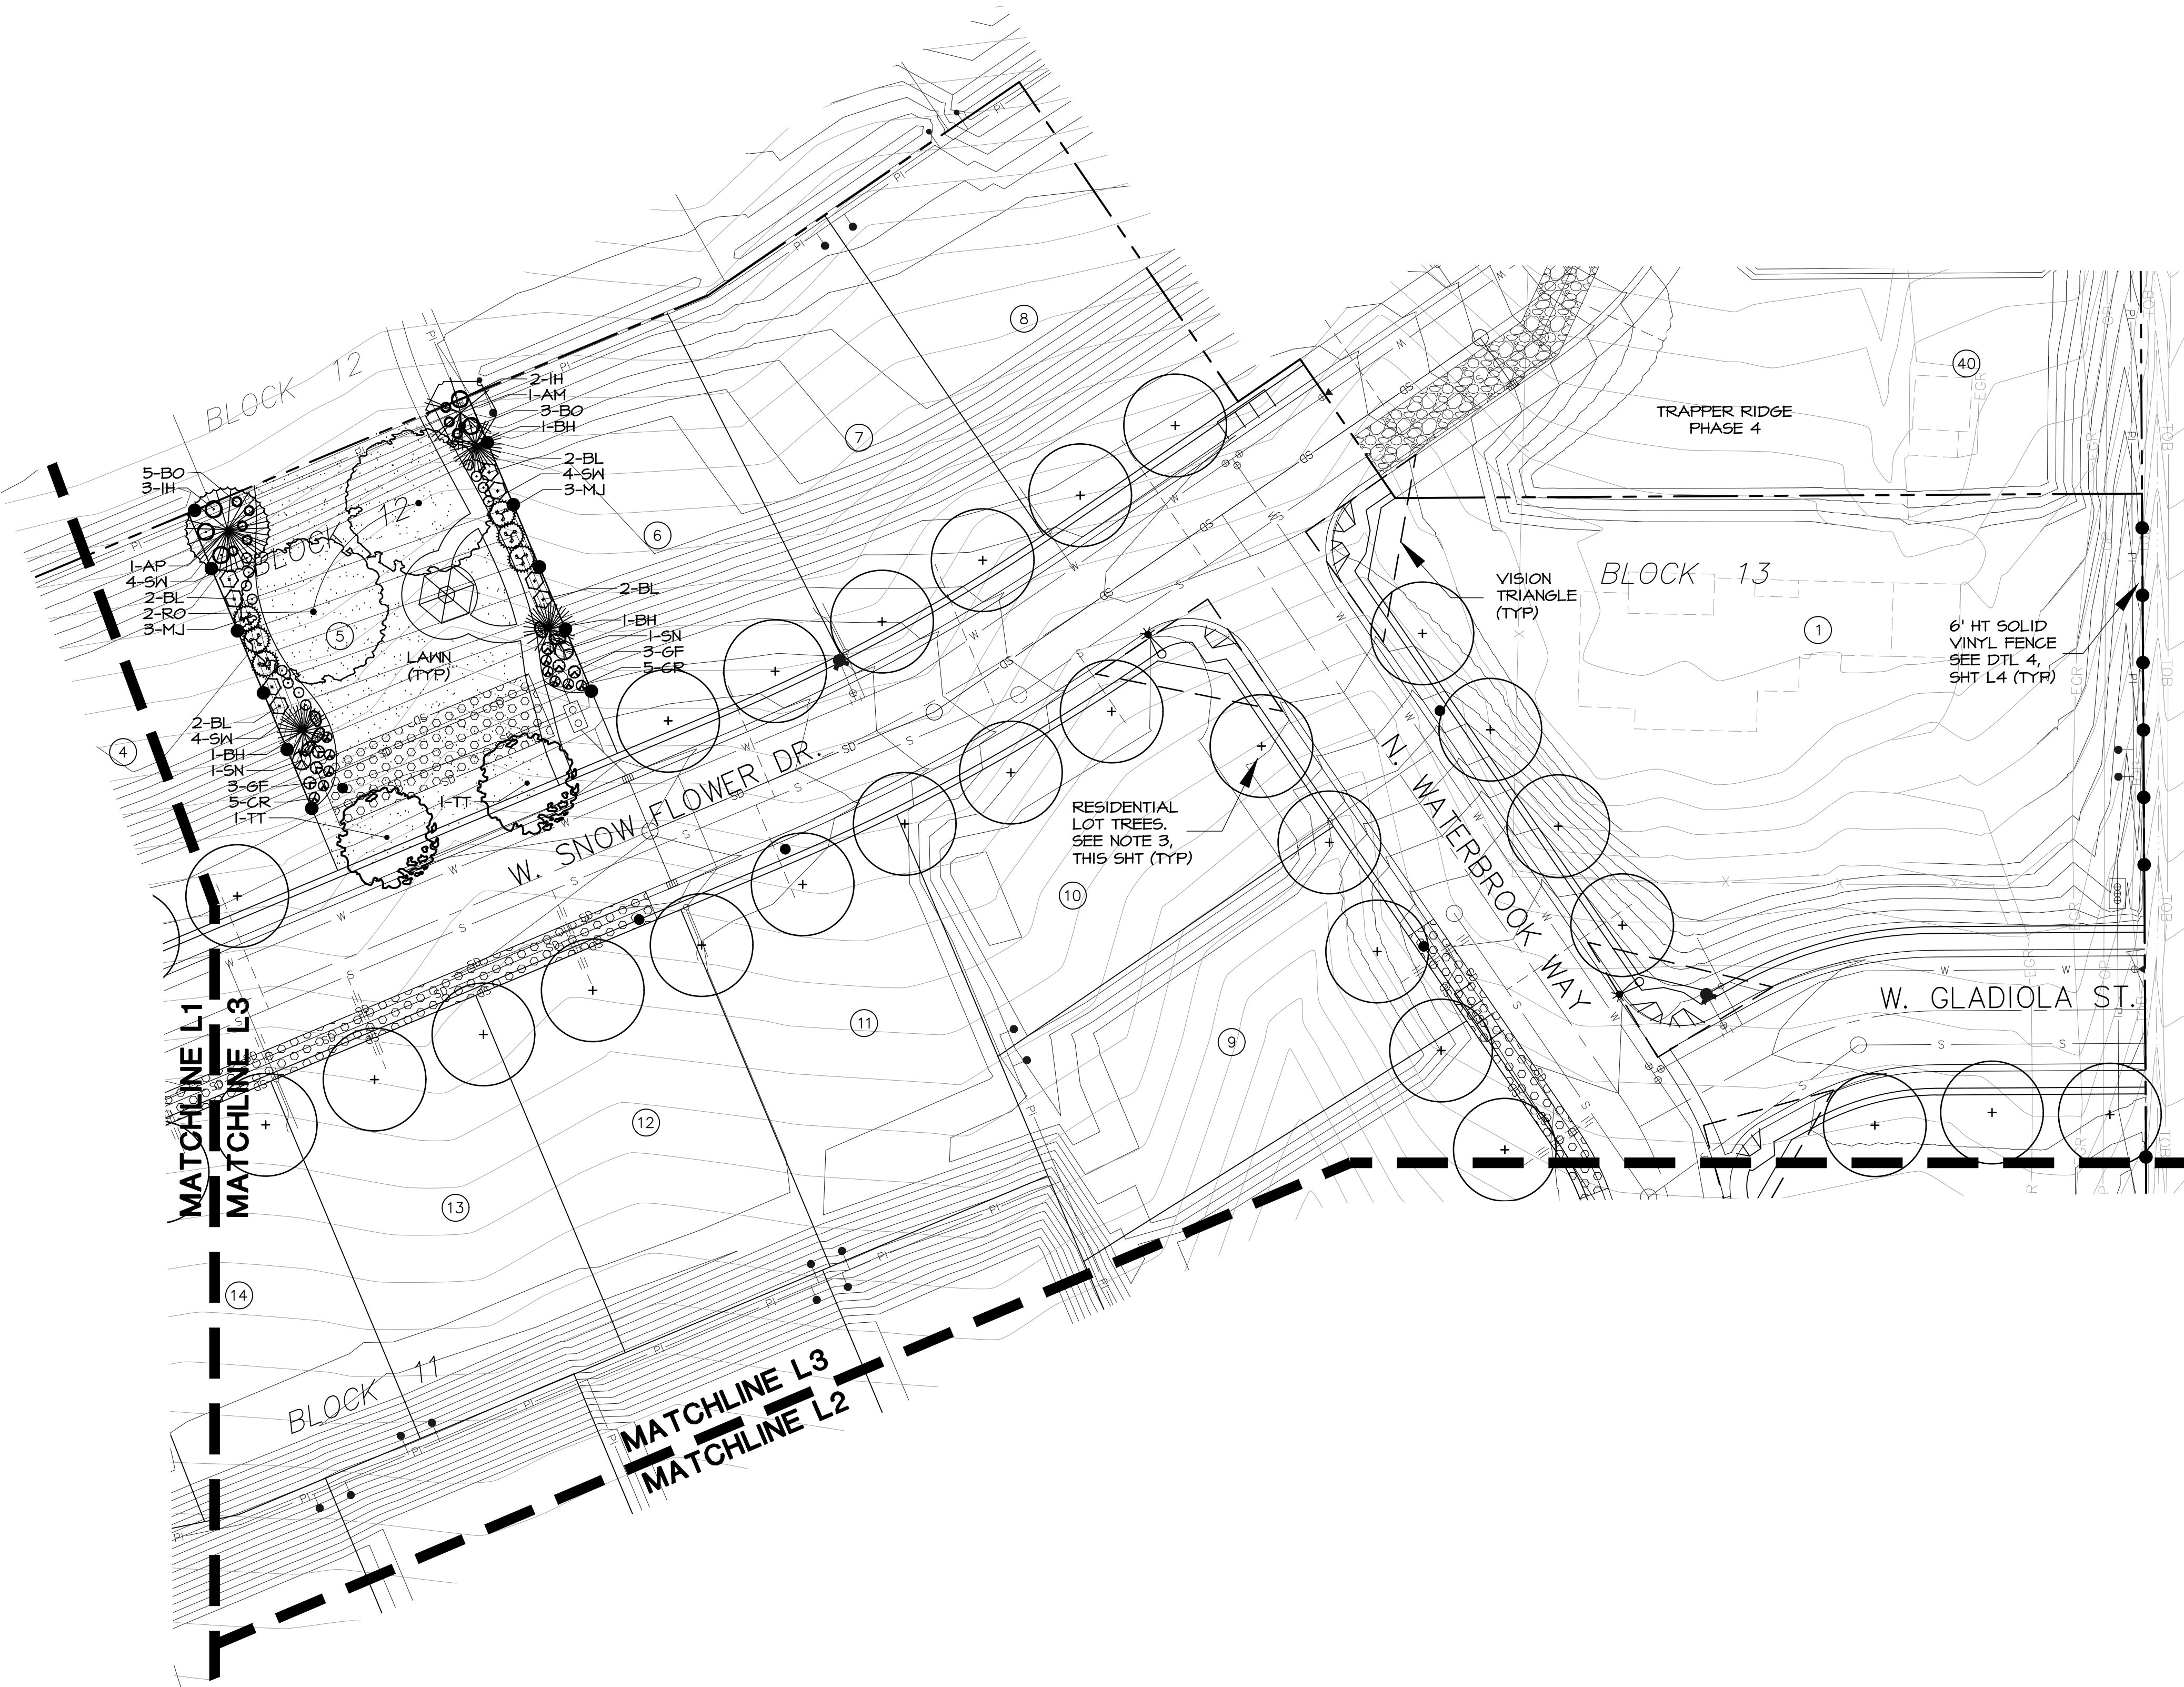 BLOCK 12
8
40
TRAPPER RIDGE
PHASE 4
2-IH
1-AM
3-BO
1-BH
7
2-BL
4-SW
3-MJ
5-BO
3-IH
BLOCK 12
6
1-AP
4-SW
2-BL
2-RO
3-MJ
5
LAWN
(TYP)
2-BL
1-BH
1-SN
3-GF
5-CR
VISION
TRIANGLE
(TYP)
BLOCK 13
1
6' HT SOLID
VINYL FENCE
SEE DTL 4,
SHT L4 (TYP)
4
2-BL
4-SW
1-BH
1-SN
3-GF
5-CR
1-TT
1-TT
W. SNOW FLOWER DR.
RESIDENTIAL
LOT TREES.
SEE NOTE 3,
THIS SHT (TYP)
N. WATERBROOK WAY
10
W. GLADIOLA ST.
11
9
MATCHLINE L1
MATCHLINE L3
12
13
14
BLOCK 11
MATCHLINE L3
MATCHLINE L2